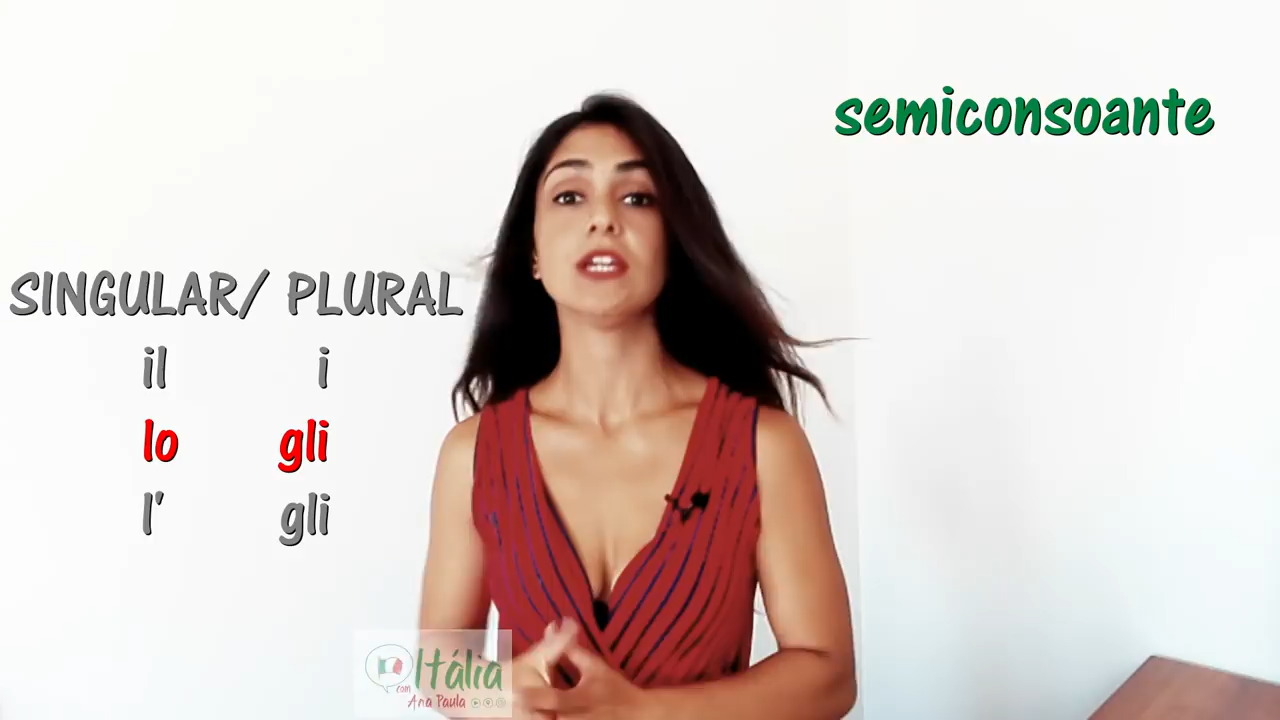 semiconsoante
SINGULAR/ PLURAL
il i
lo gli
l' gli
Itália
com
Ana Paula